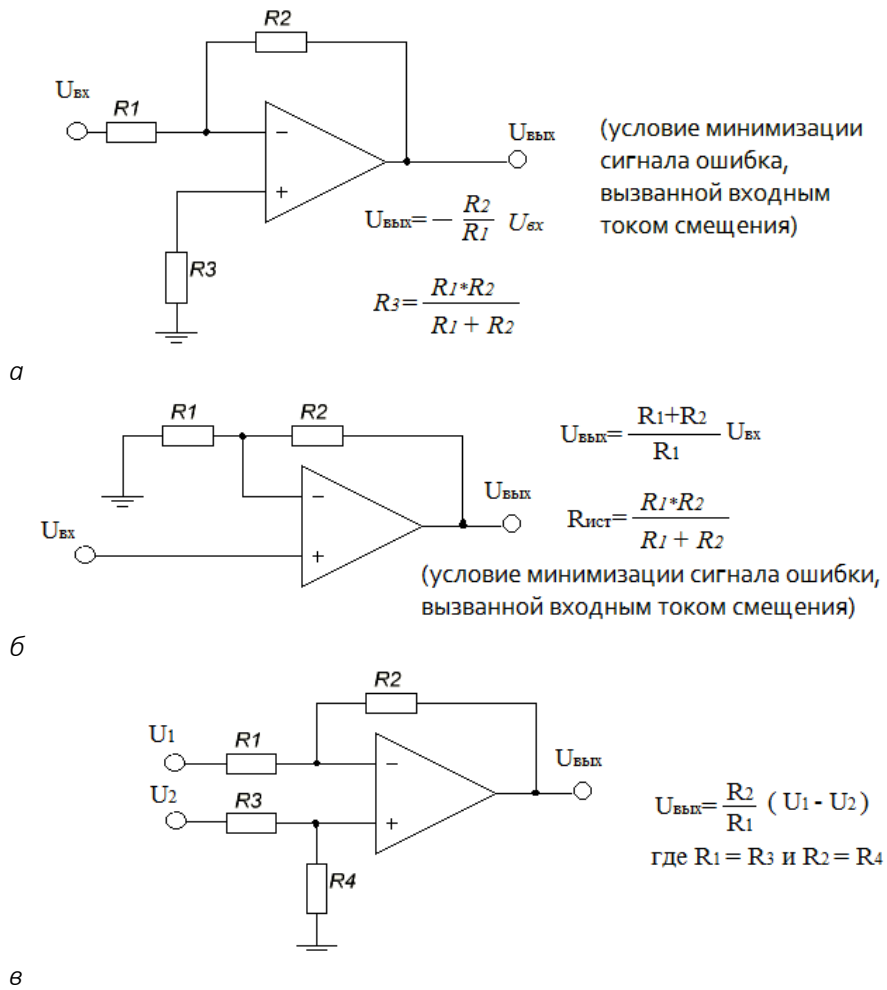 R2
Uвх
R1
−
+
Uвых
R3
Uвых= − R2/R1 Uвх
R3= R1*R2/R1 + R2
(условие минимизации
сигнала ошибка,
вызванной входным
током смещения)
а
R1
R2
−
+
Uвх
Uвых
Uвых= R1+R2/R1 Uвх
Rист= R1*R2/R1 + R2
(условие минимизации сигнала ошибки,
вызванной входным током смещения)
б
R2
U1
R1
−
U2
R3
+
Uвых
R4
Uвых= R2/R1 ( U1 - U2 )
где R1 = R3 и R2 = R4
в